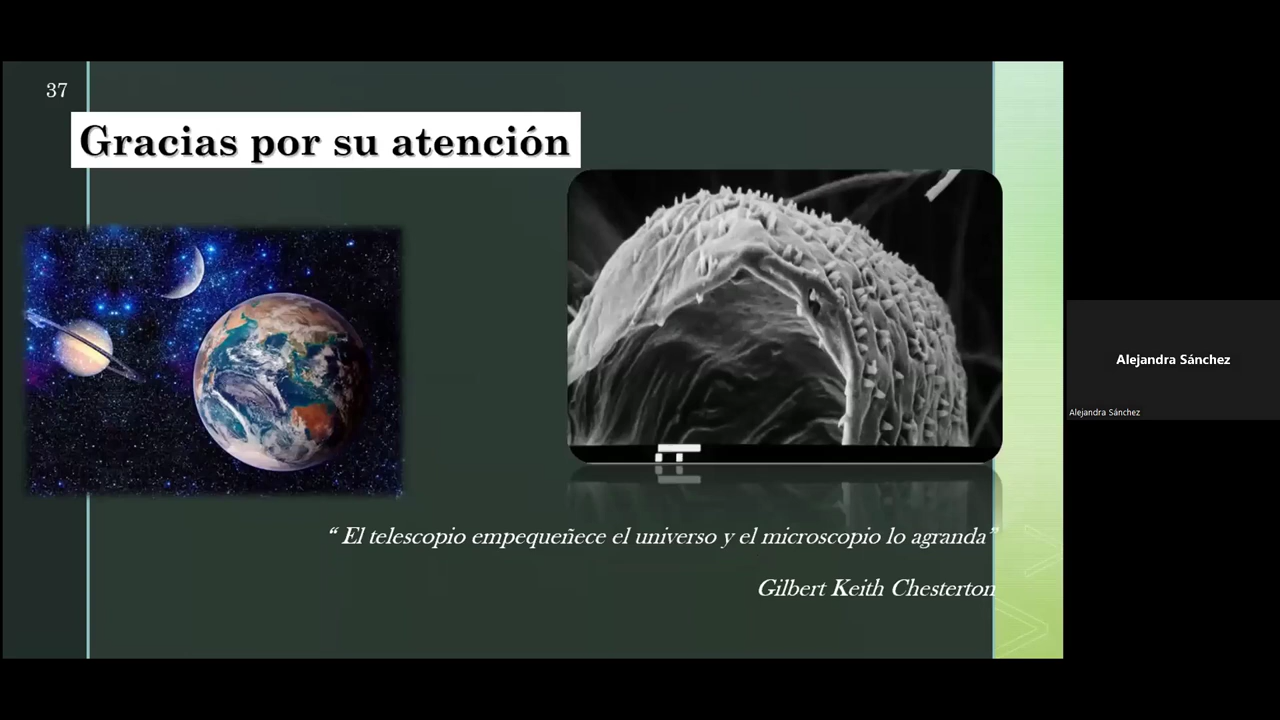 37
Gracias por su atención
“ El telescopio empequeñece el universo y el microscopio lo agranda”
Gilbert Keith Chesterton
Alejandra Sánchez
Alejandra Sánchez